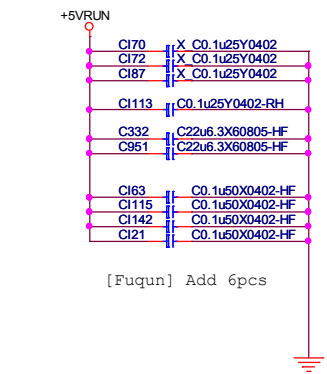 +5VRUN
CI70 X_C0.1u25Y0402
CI72 X_C0.1u25Y0402
CI87 X_C0.1u25Y0402
CI113 C0.1u25Y0402-RH
C332 C22u6.3X60805-HF
C951 C22u6.3X60805-HF
CI63 C0.1u50X0402-HF
CI115 C0.1u50X0402-HF
CI142 C0.1u50X0402-HF
CI21 C0.1u50X0402-HF
[Fuqun] Add 6pcs